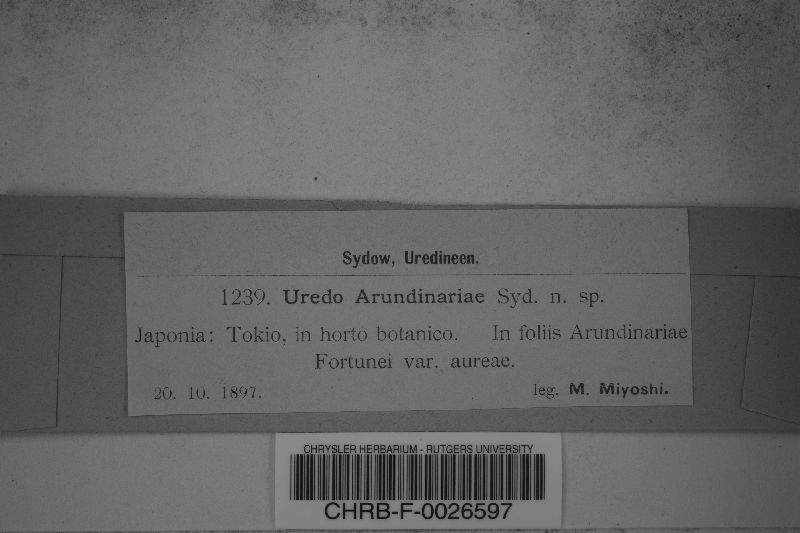 Sydow, Uredineen.
1239. Uredo Arundinariae Syd. n. sp.
Japonia: Tokio, in horto botanico. In foliis Arundinariae
Fortunei var. aureae.
20. 10. 1897. leg. M. Miyoshi.
CHRYSLER HERBARIUM - RUTGERS UNIVERSITY
CHRB-F-0026597